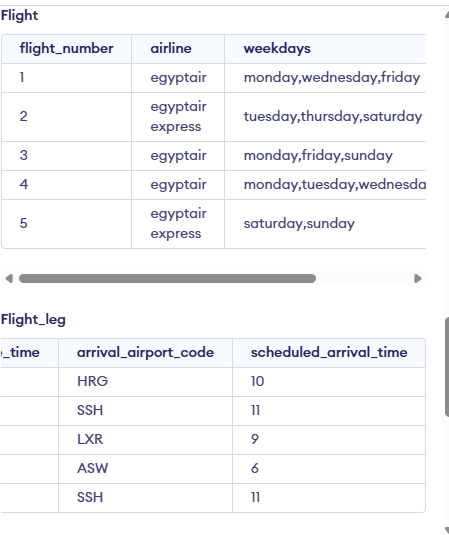 Flight
flight_number airline weekdays
1 egyptair monday,wednesday,friday
2 egyptair express tuesday,thursday,saturday
3 egyptair monday,friday,sunday
4 egyptair monday,tuesday,wednesda
5 egyptair express saturday,sunday
Flight_leg
_time arrival_airport_code scheduled_arrival_time
HRG 10
SSH 11
LXR 9
ASW 6
SSH 11